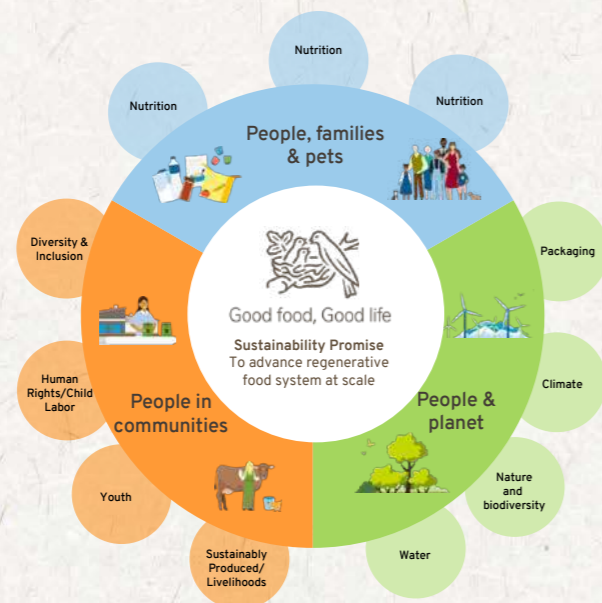 Nutrition
Nutrition
Nutrition
People, families
& pets
Diversity &
Inclusion
Packaging
Good food, Good life
Sustainability Promise
To advance regenerative
food system at scale
Human
Rights/Child
Labor
Climate
People in
communities
People &
planet
Youth
Nature
and
biodiversity
Sustainably
Produced/
Livelihoods
Water